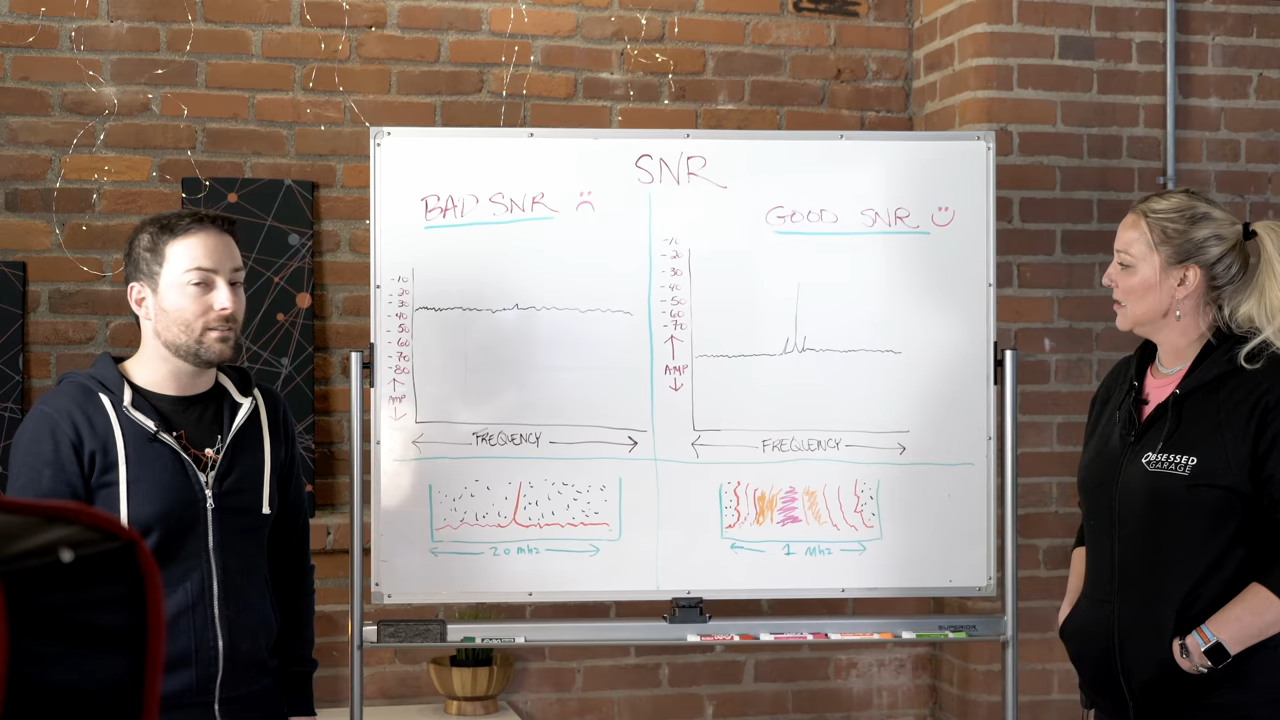 SNR
BAD SNR
-10
-20
-30
-40
-50
-60
-70
-80
AMP
FREQUENCY
20 mhz
GOOD SNR
-10
-20
-30
-40
-50
-60
-70
AMP
FREQUENCY
1 Mhz
OBSESSED
GARAGE
SUPERIOR